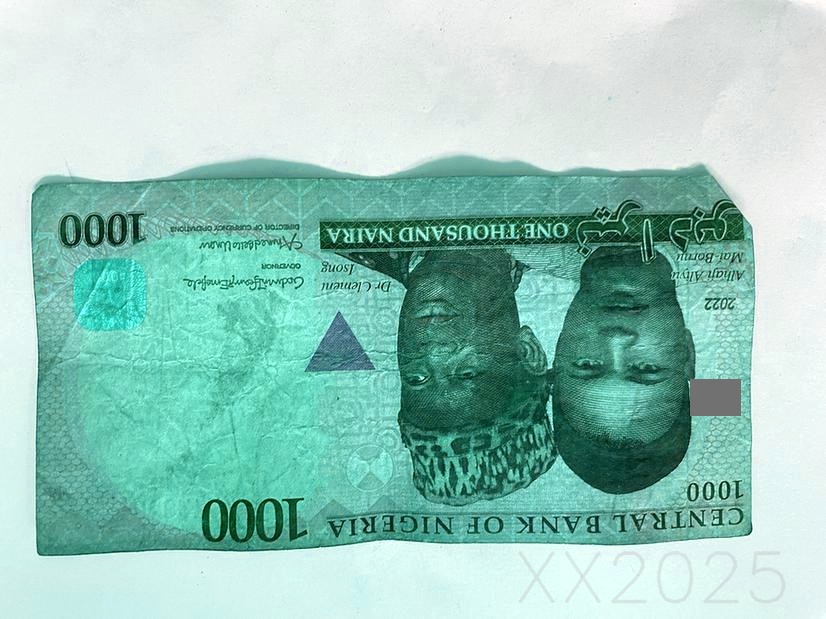 CENTRAL BANK OF NIGERIA
1000
1000
2022
Alhaji Aliyu
Mai-Bornu
Dr Clement
Isong
GOVERNOR
DIRECTOR OF CURRENCY OPERATIONS
ONE THOUSAND NAIRA
1000
XX2025